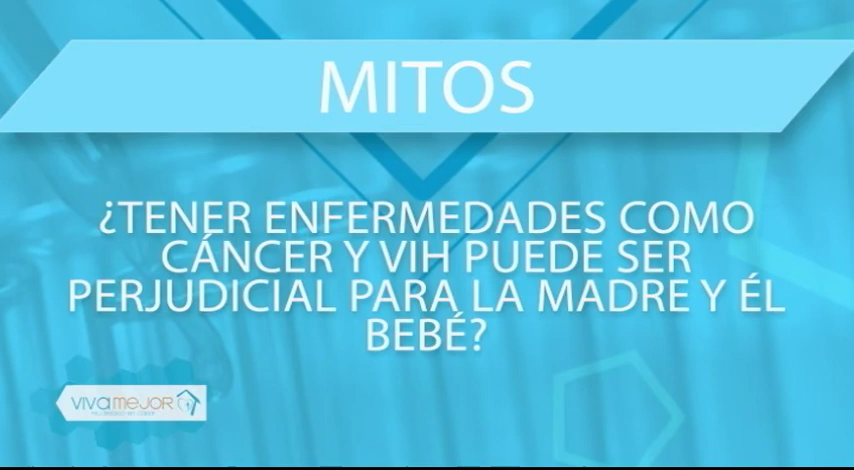 MITOS
¿TENER ENFERMEDADES COMO
CÁNCER Y VIH PUEDE SER
PERJUDICIAL PARA LA MADRE Y ÉL
BEBÉ?
VIVAMEJOR